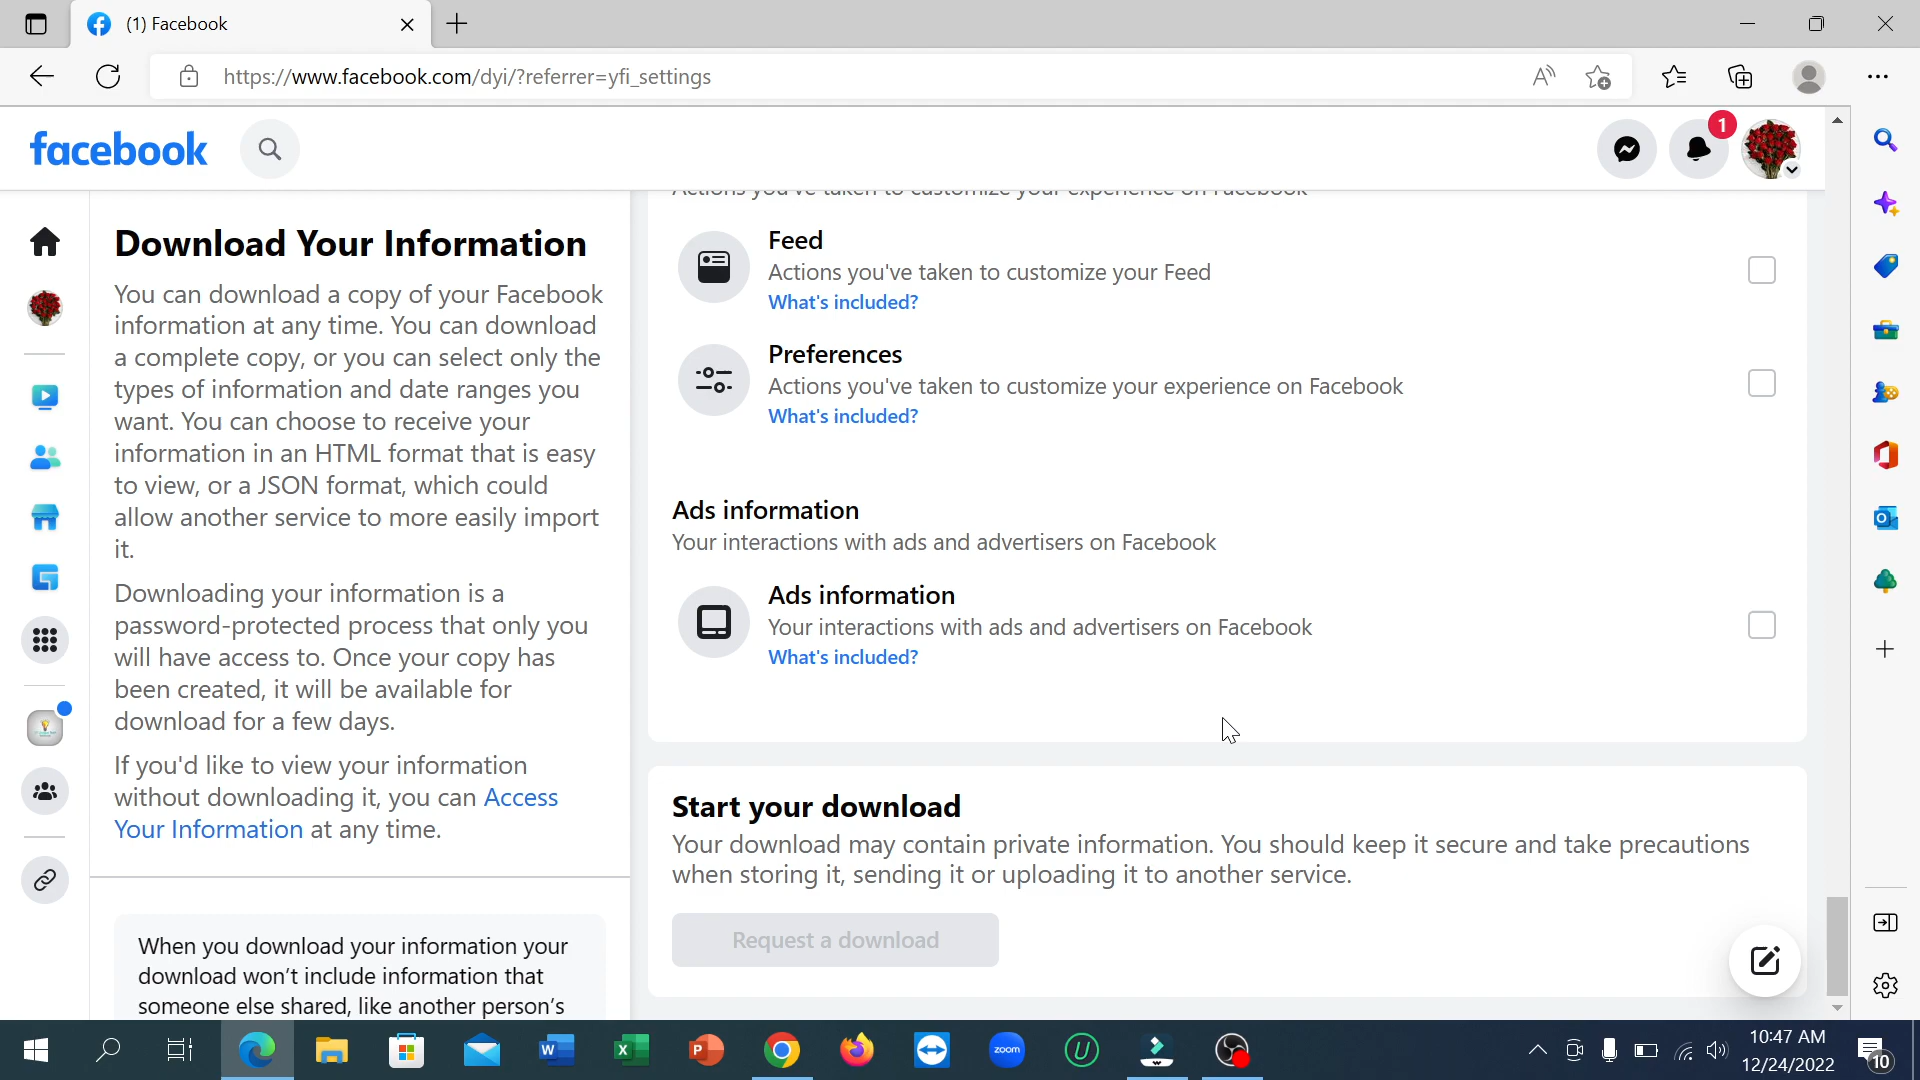 (1) Facebook
https://www.facebook.com/dyi/?referrer=yfi_settings
facebook
1
Download Your Information
You can download a copy of your Facebook
information at any time. You can download
a complete copy, or you can select only the
types of information and date ranges you
want. You can choose to receive your
information in an HTML format that is easy
to view, or a JSON format, which could
allow another service to more easily import
it.
Downloading your information is a
password-protected process that only you
will have access to. Once your copy has
been created, it will be available for
download for a few days.
If you'd like to view your information
without downloading it, you can Access
Your Information at any time.
When you download your information your
download won't include information that
someone else shared, like another person's
Actions you've taken to customize your experience on Facebook
Feed
Actions you've taken to customize your Feed
What's included?
Preferences
Actions you've taken to customize your experience on Facebook
What's included?
Ads information
Your interactions with ads and advertisers on Facebook
Ads information
Your interactions with ads and advertisers on Facebook
What's included?
Start your download
Your download may contain private information. You should keep it secure and take precautions
when storing it, sending it or uploading it to another service.
Request a download
zoom
10:47 AM
12/24/2022
10